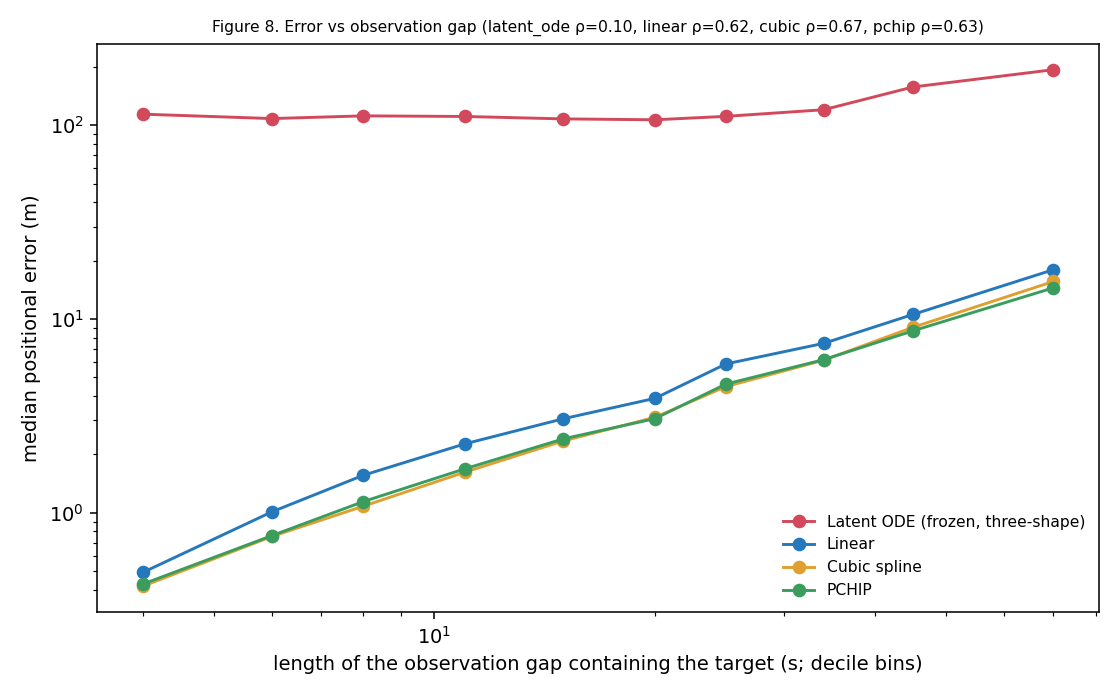 Figure 8. Error vs observation gap (latent_ode ρ=0.10, linear ρ=0.62, cubic ρ=0.67, pchip ρ=0.63)
median positional error (m)
10²
10¹
10⁰
Latent ODE (frozen, three-shape)
Linear
Cubic spline
PCHIP
10¹
length of the observation gap containing the target (s; decile bins)